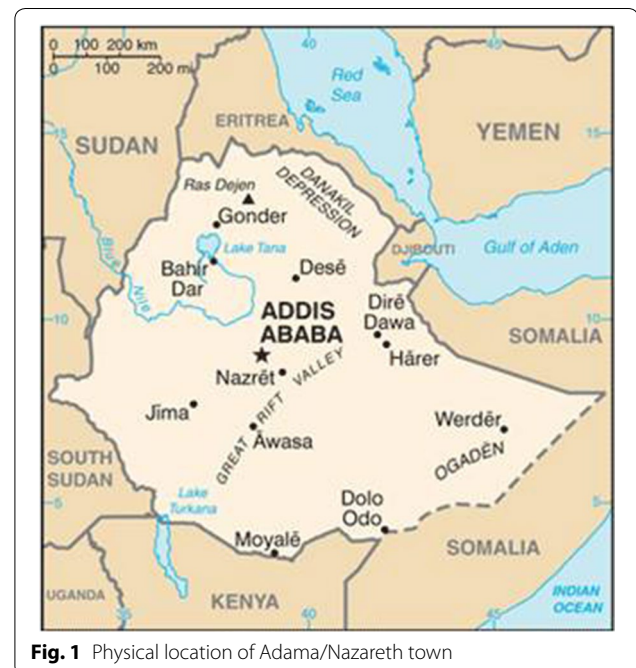 0 100 200 km
0 100 200 mi
40
45
Red
Sea
ERITREA
YEMEN
15
15
SUDAN
Ras Dejen
DANAKIL
DEPRESSION
Gonder
DJIBOUTI
Gulf of Aden
Lake Tana
Blue
Nile
Bahir
Dar
Desē
ADDIS
ABABA
Dirē
Dawa
10
10
SOMALIA
Hārer
Nazrēt
GREAT RIFT VALLEY
Jima
Werdēr
Āwasa
OGADĒN
SOUTH
SUDAN
Lake
Turkana
5
5
Dolo
Odo
Moyalē
SOMALIA
UGANDA
35
KENYA
40
45
INDIAN
OCEAN
Fig. 1 Physical location of Adama/Nazareth town